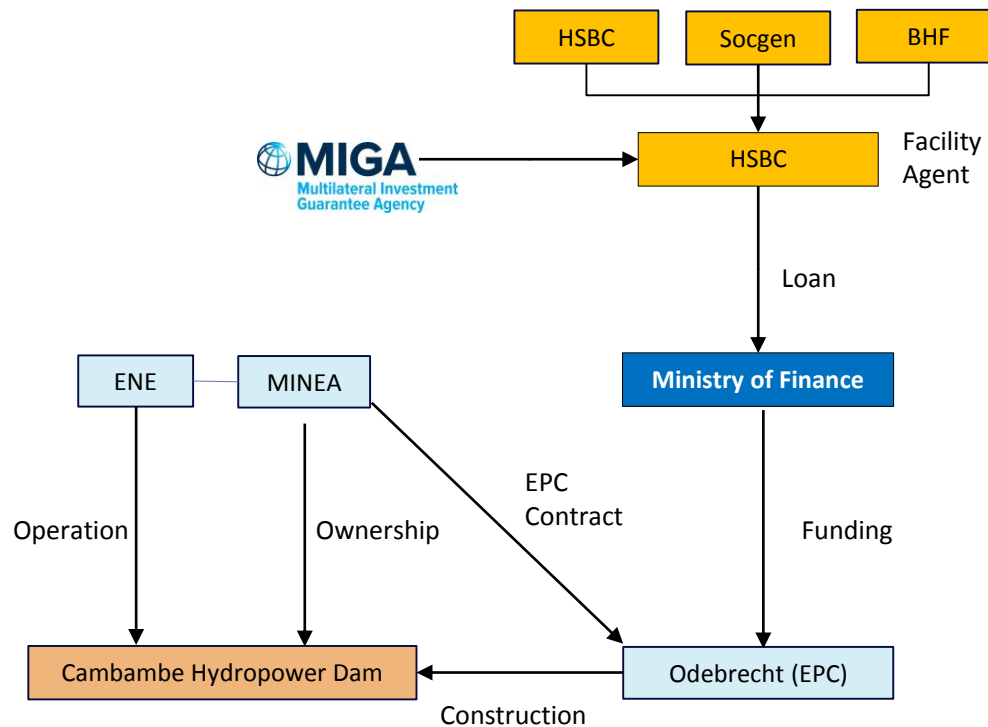 HSBC
Socgen
BHF
MIGA
Multilateral Investment
Guarantee Agency
HSBC
Facility
Agent
Loan
ENE
MINEA
Ministry of Finance
EPC
Contract
Operation
Ownership
Funding
Cambambe Hydropower Dam
Odebrecht (EPC)
Construction